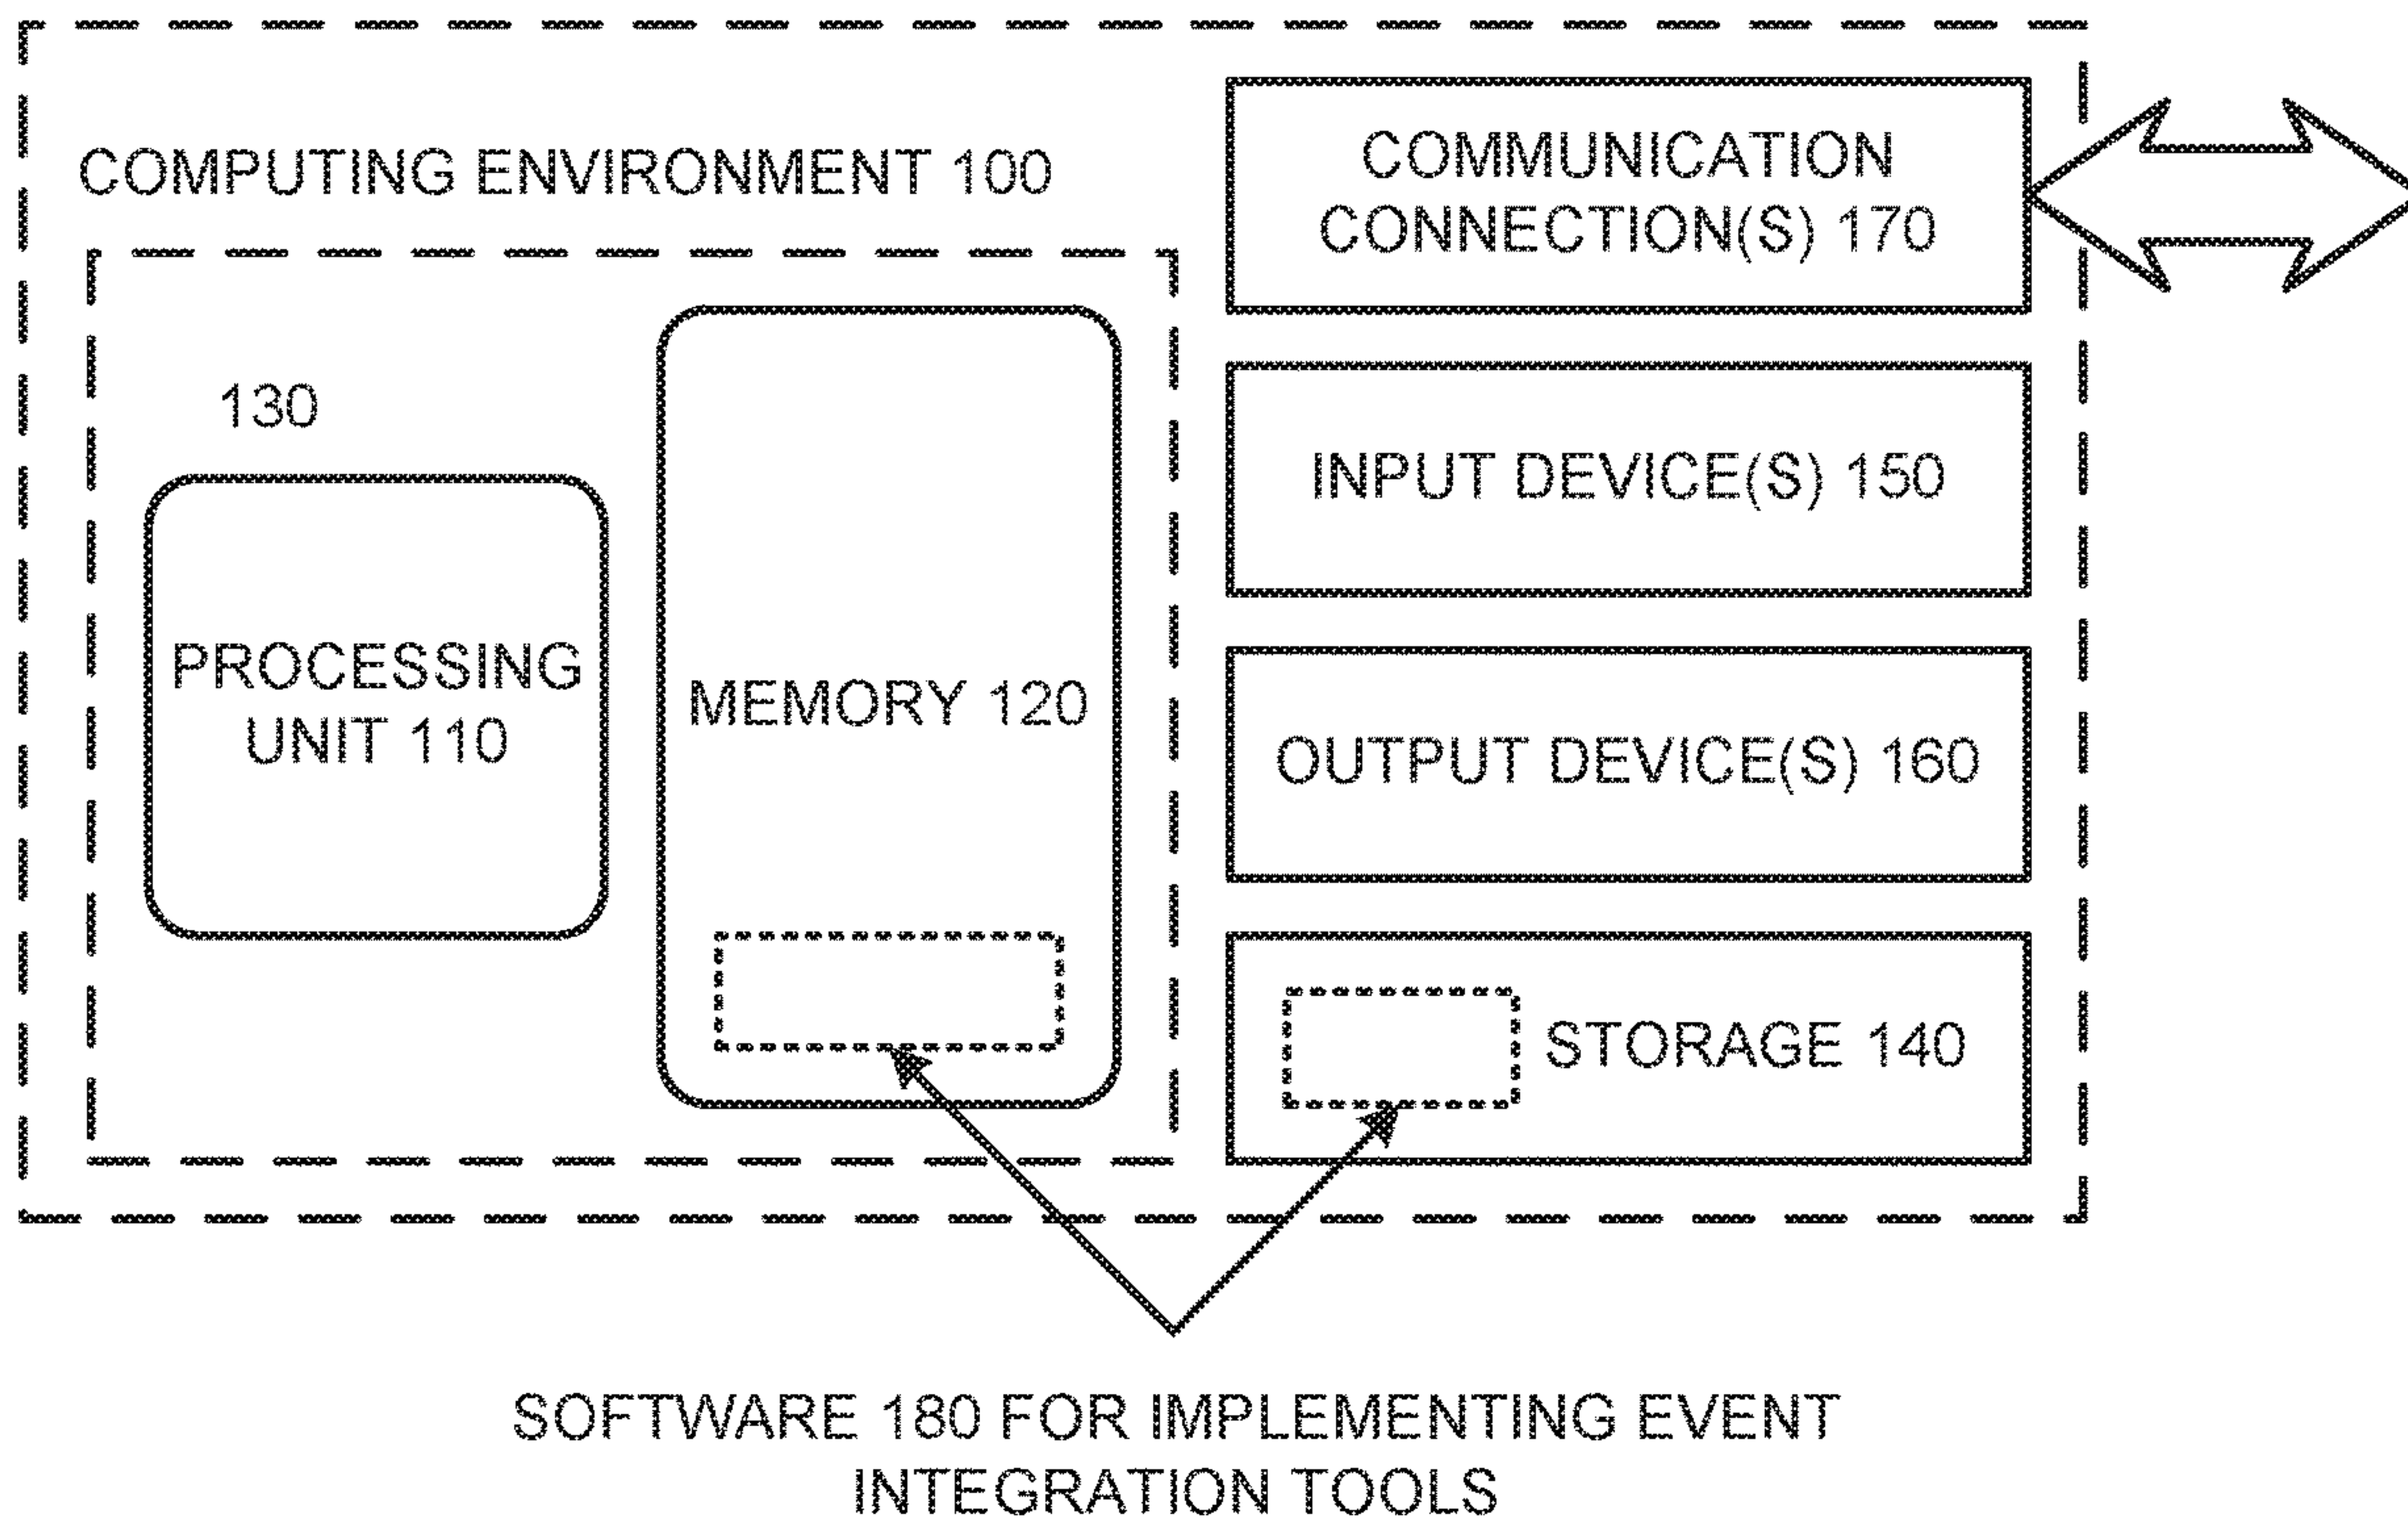 COMPUTING ENVIRONMENT 100
130
PROCESSING
UNIT 110
MEMORY 120
COMMUNICATION
CONNECTION(S) 170
INPUT DEVICE(S) 150
OUTPUT DEVICE(S) 160
STORAGE 140
SOFTWARE 180 FOR IMPLEMENTING EVENT
INTEGRATION TOOLS